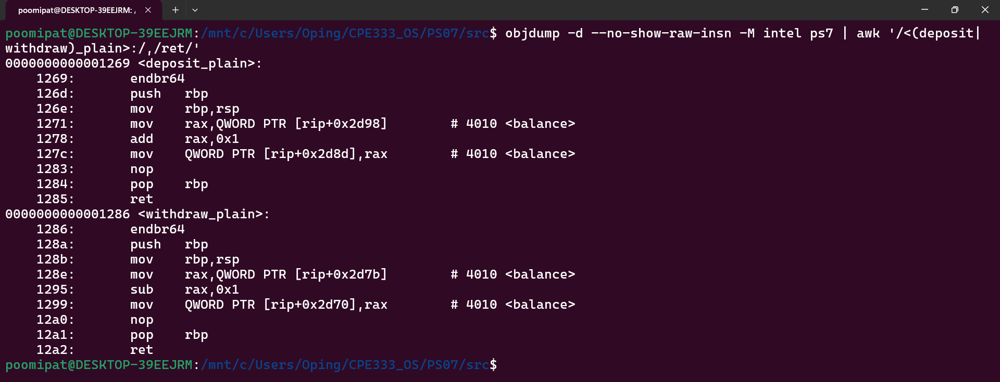 poomipat@DESKTOP-39EEJRM: /
poomipat@DESKTOP-39EEJRM:/mnt/c/Users/Oping/CPE333_OS/PS07/src$ objdump -d --no-show-raw-insn -M intel ps7 | awk '/<(deposit|
withdraw)_plain>:/,/ret/'
0000000000001269 <deposit_plain>:
    1269:       endbr64
    126d:       push   rbp
    126e:       mov    rbp,rsp
    1271:       mov    rax,QWORD PTR [rip+0x2d98]        # 4010 <balance>
    1278:       add    rax,0x1
    127c:       mov    QWORD PTR [rip+0x2d8d],rax        # 4010 <balance>
    1283:       nop
    1284:       pop    rbp
    1285:       ret
0000000000001286 <withdraw_plain>:
    1286:       endbr64
    128a:       push   rbp
    128b:       mov    rbp,rsp
    128e:       mov    rax,QWORD PTR [rip+0x2d7b]        # 4010 <balance>
    1295:       sub    rax,0x1
    1299:       mov    QWORD PTR [rip+0x2d70],rax        # 4010 <balance>
    12a0:       nop
    12a1:       pop    rbp
    12a2:       ret
poomipat@DESKTOP-39EEJRM:/mnt/c/Users/Oping/CPE333_OS/PS07/src$